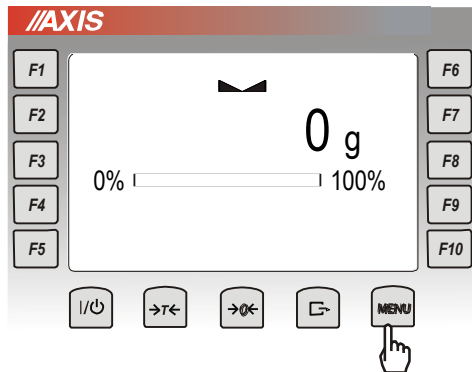 //AXIS
F1
F6
F2
F7
0 g
F3
F8
0% 100%
F4
F9
F5
F10
I/⏻ →T← →0← MENU